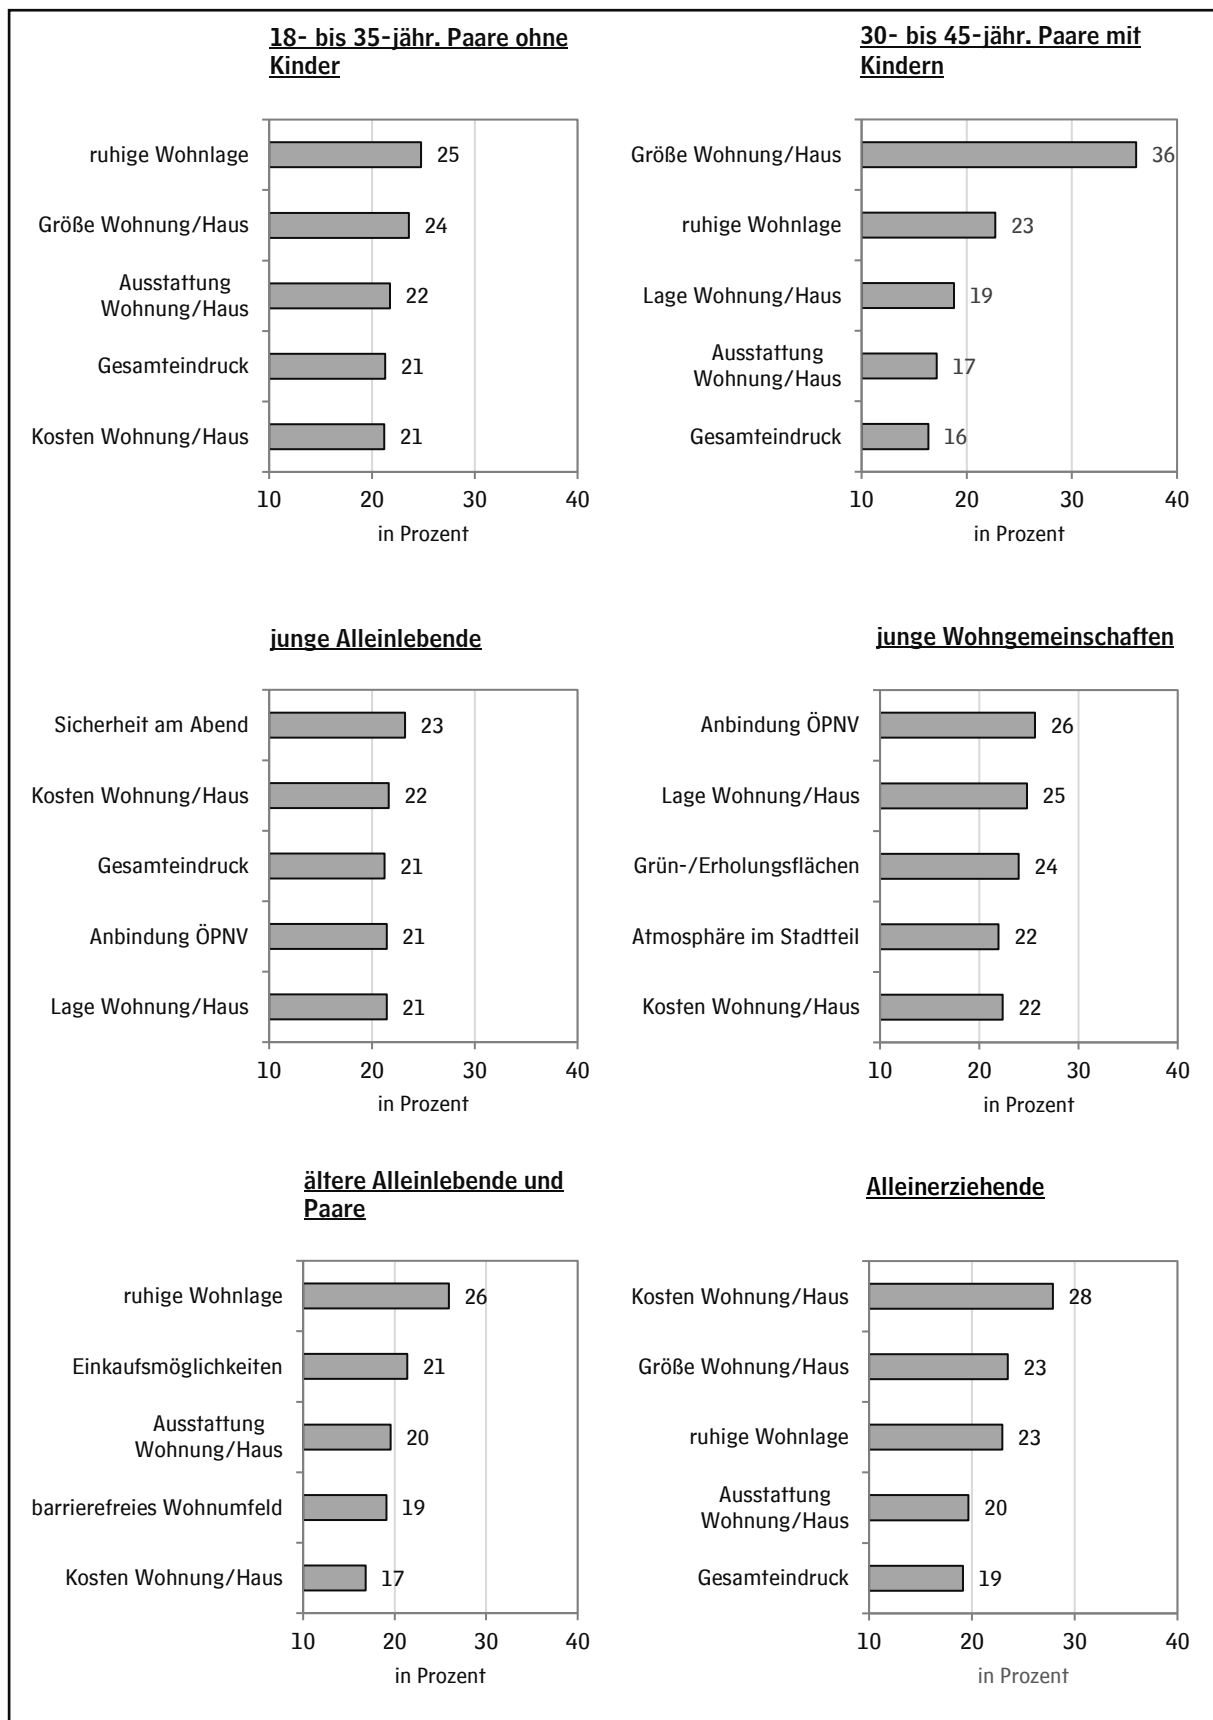 18- bis 35-jähr. Paare ohne
Kinder
ruhige Wohnlage
25
Größe Wohnung/Haus
24
Ausstattung
Wohnung/Haus
22
Gesamteindruck
21
Kosten Wohnung/Haus
21
10 20 30 40
in Prozent
30- bis 45-jähr. Paare mit
Kindern
Größe Wohnung/Haus
36
ruhige Wohnlage
23
Lage Wohnung/Haus
19
Ausstattung
Wohnung/Haus
17
Gesamteindruck
16
10 20 30 40
in Prozent
junge Alleinlebende
Sicherheit am Abend
23
Kosten Wohnung/Haus
22
Gesamteindruck
21
Anbindung ÖPNV
21
Lage Wohnung/Haus
21
10 20 30 40
in Prozent
junge Wohngemeinschaften
Anbindung ÖPNV
26
Lage Wohnung/Haus
25
Grün-/Erholungsflächen
24
Atmosphäre im Stadtteil
22
Kosten Wohnung/Haus
22
10 20 30 40
in Prozent
ältere Alleinlebende und
Paare
ruhige Wohnlage
26
Einkaufsmöglichkeiten
21
Ausstattung
Wohnung/Haus
20
barrierefreies Wohnumfeld
19
Kosten Wohnung/Haus
17
10 20 30 40
in Prozent
Alleinerziehende
Kosten Wohnung/Haus
28
Größe Wohnung/Haus
23
ruhige Wohnlage
23
Ausstattung
Wohnung/Haus
20
Gesamteindruck
19
10 20 30 40
in Prozent